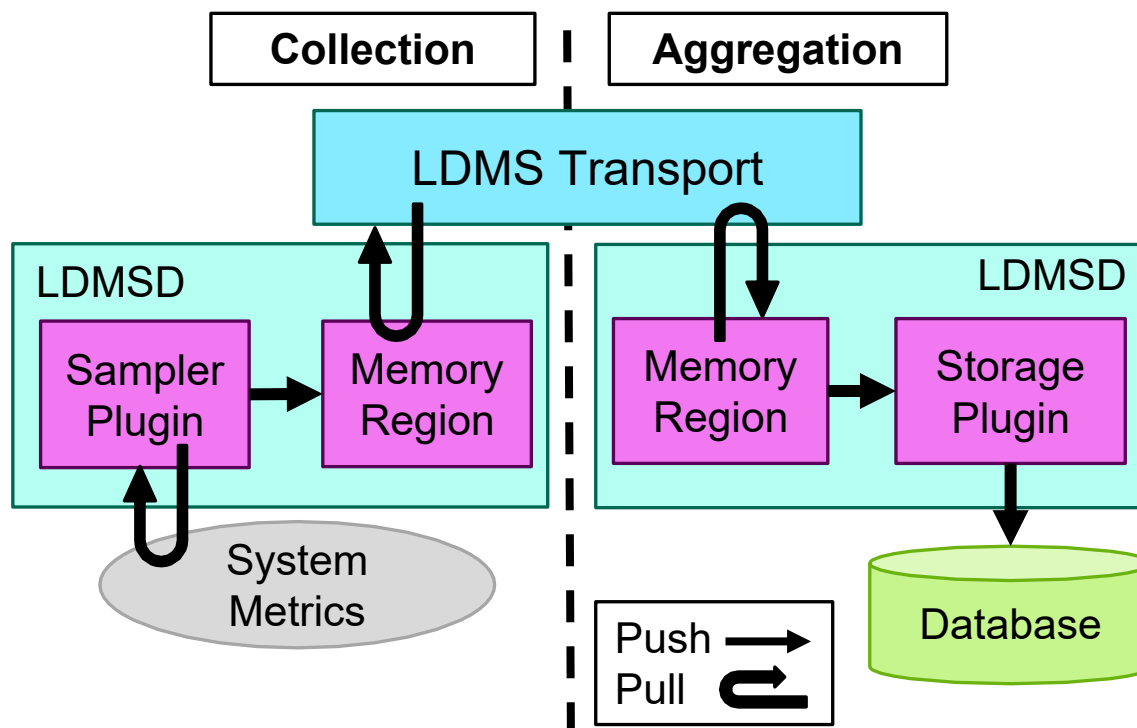 Collection
Aggregation
LDMS Transport
LDMSD
Sampler
Plugin
Memory
Region
System
Metrics
LDMSD
Memory
Region
Storage
Plugin
Database
Push
Pull